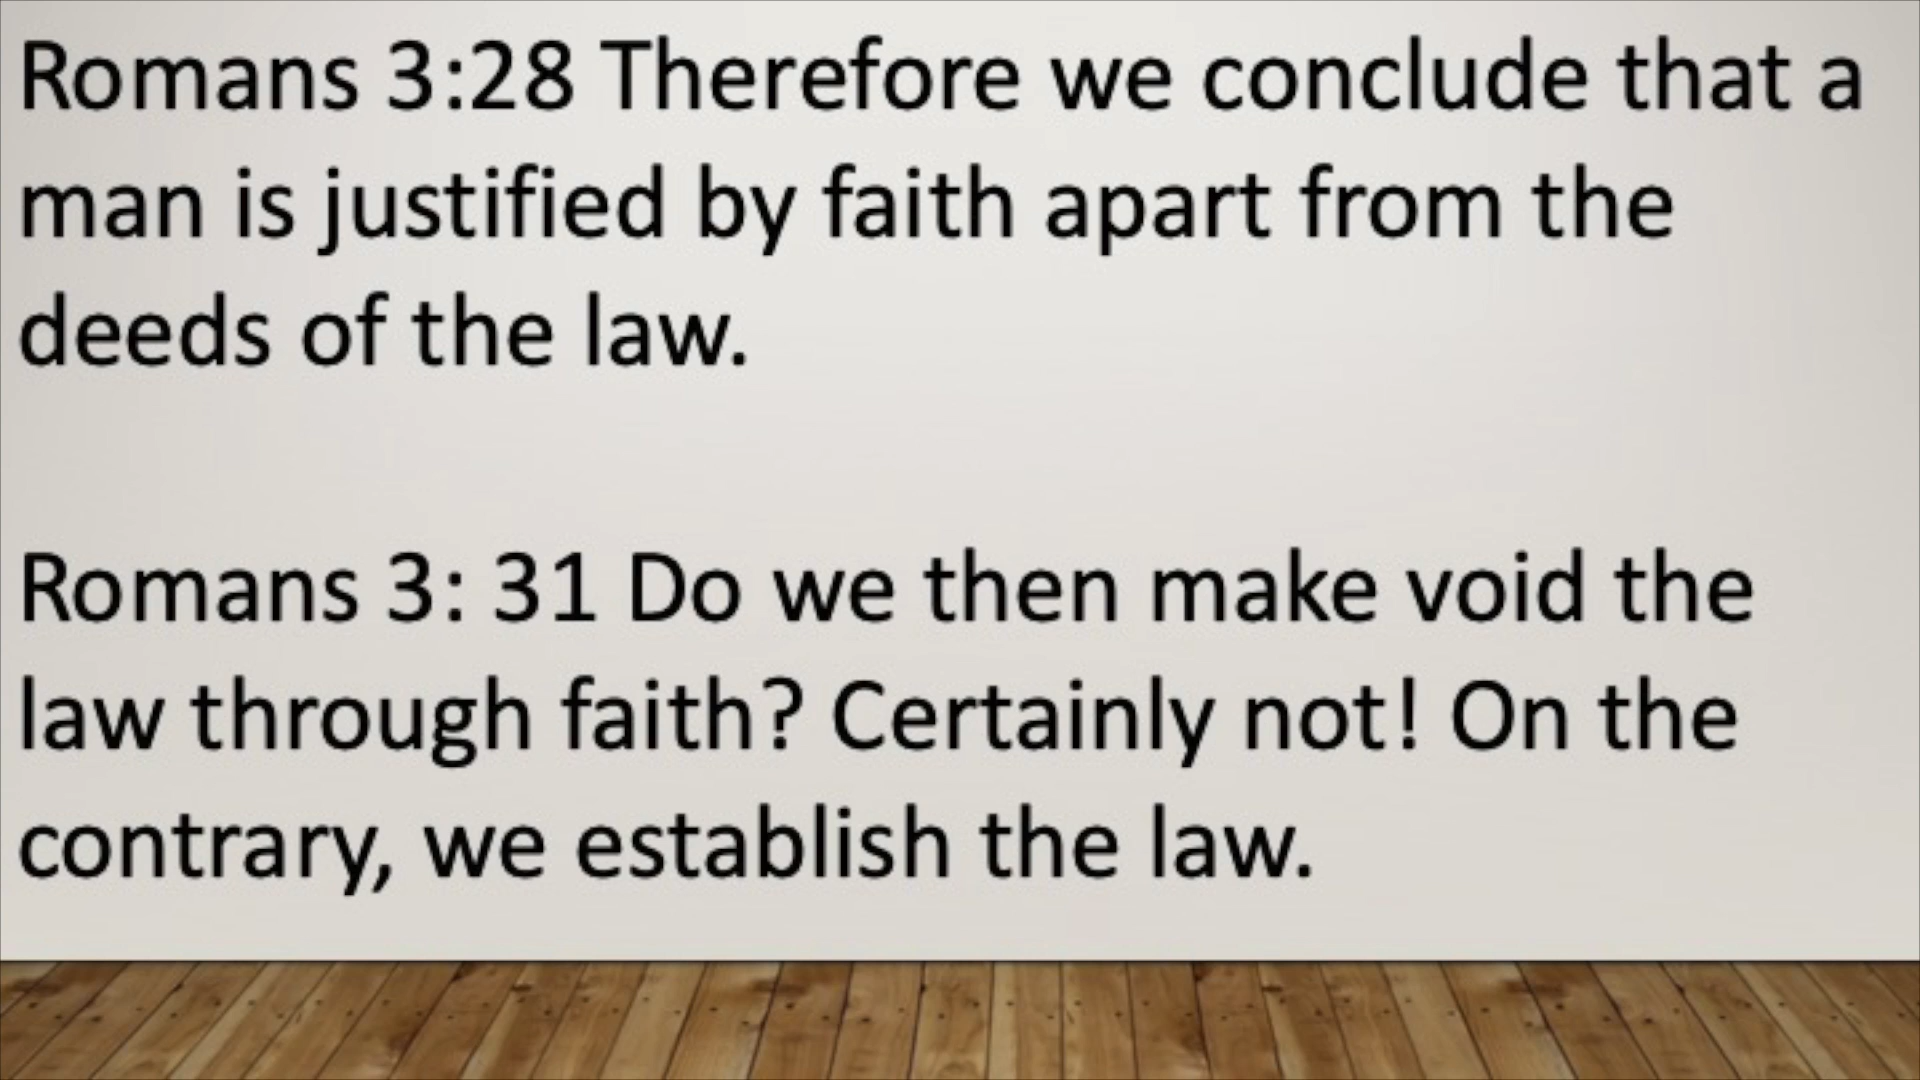 Romans 3:28 Therefore we conclude that a
man is justified by faith apart from the
deeds of the law.
Romans 3: 31 Do we then make void the
law through faith? Certainly not! On the
contrary, we establish the law.